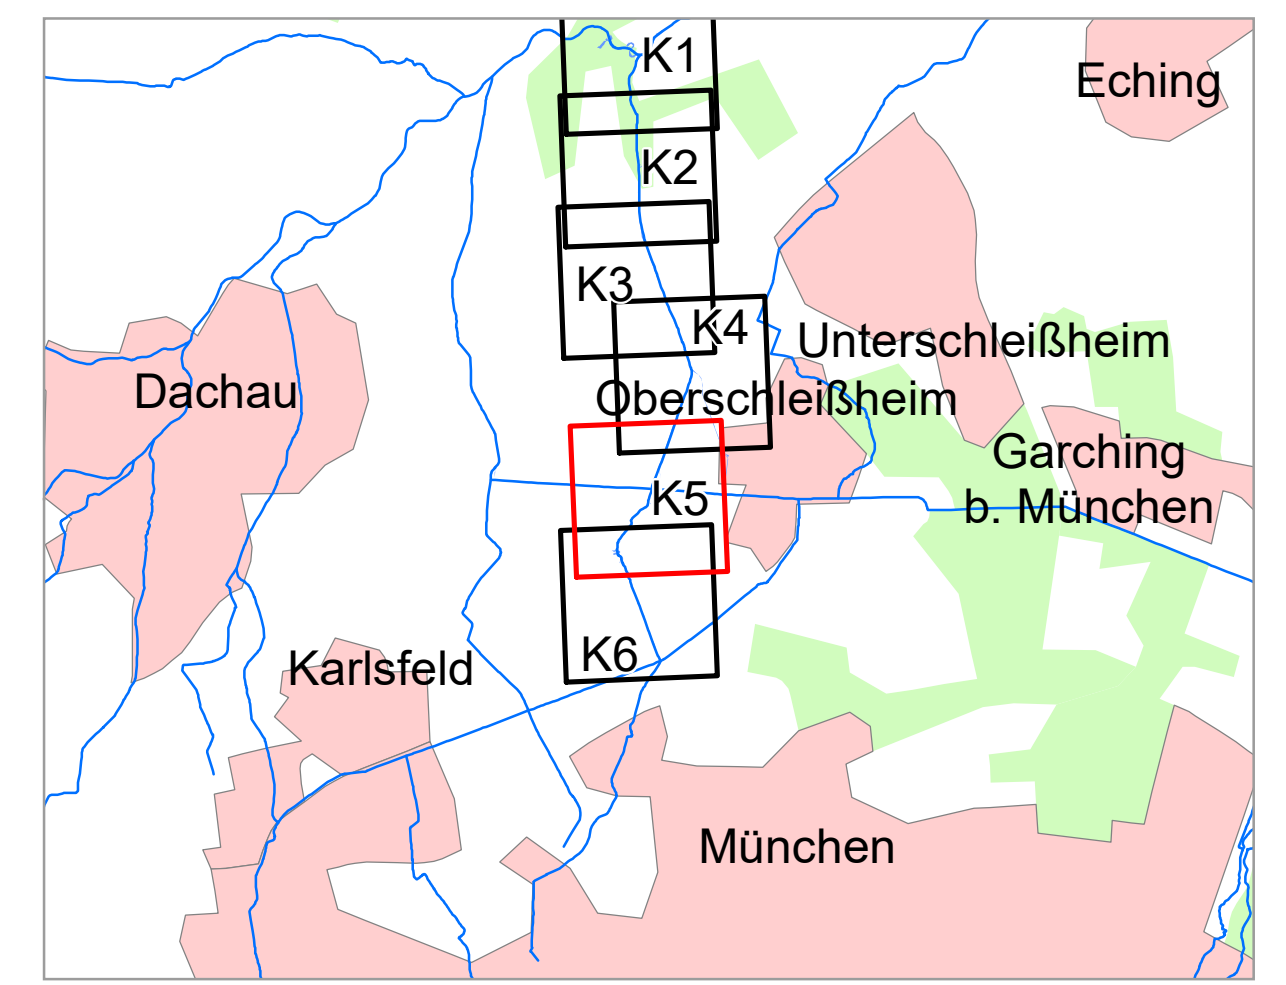 K1
Eching
K2
K3
K4
Unterschleißheim
Dachau
Oberschleißheim
Garching
b. München
K5
K6
Karlsfeld
München